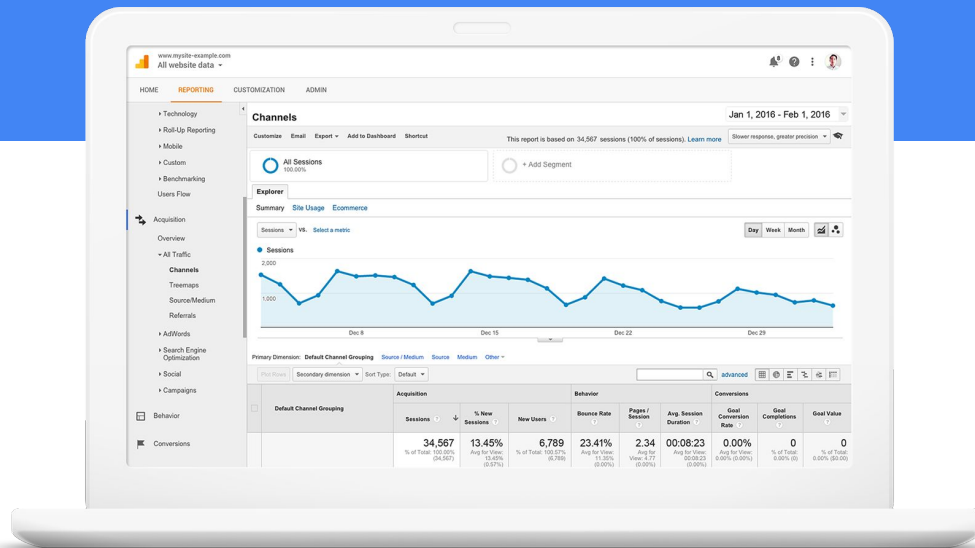 www.mysite-example.com
All website data
HOME REPORTING CUSTOMIZATION ADMIN
Technology
Roll-Up Reporting
Mobile
Custom
Benchmarking
Users Flow
Acquisition
Overview
All Traffic
Channels
Treemaps
Source/Medium
Referrals
AdWords
Search Engine
Optimization
Social
Campaigns
Behavior
Conversions
Channels
Jan 1, 2016 - Feb 1, 2016
Customize Email Export Add to Dashboard Shortcut
This report is based on 34,567 sessions (100% of sessions). Learn more
Slower response, greater precision
All Sessions
100.00%
+ Add Segment
Explorer
Summary Site Usage Ecommerce
Sessions VS. Select a metric
Day Week Month
Sessions
2,000
1,000
Dec 8 Dec 15 Dec 22 Dec 29
Primary Dimension: Default Channel Grouping Source / Medium Source Medium Other
Plot Rows Secondary dimension Sort Type: Default
advanced
Default Channel Grouping
Acquisition Behavior Conversions
Sessions
% New
Sessions
New Users
Bounce Rate
Pages /
Session
Avg. Session
Duration
Goal
Conversion
Rate
Goal
Completions
Goal Value
34,567
% of Total: 100.00%
(34,567)
13.45%
Avg for View:
13.45%
(0.57%)
6,789
% of Total: 100.57%
(6,789)
23.41%
Avg for View:
11.35%
(0.00%)
2.34
Avg for
View: 4.77
(0.00%)
00:08:23
Avg for View:
00:08:23
(0.00%)
0.00%
Avg for View:
0.00% (0.00%)
0
% of Total:
0.00% (0)
0
% of Total:
0.00% ($0.00)